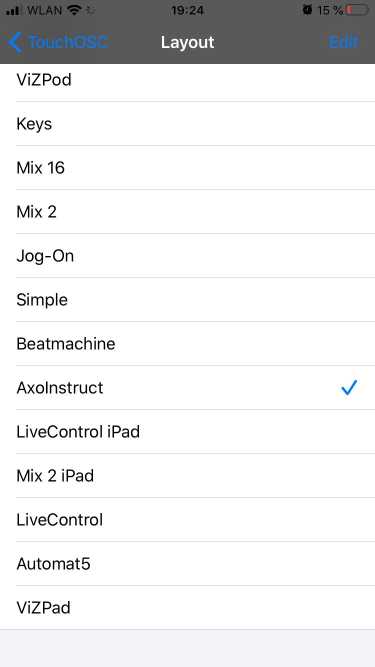 WLAN 19:24 15 %
TouchOSC Layout Edit
ViZPod
Keys
Mix 16
Mix 2
Jog-On
Simple
Beatmachine
AxoInstruct
LiveControl iPad
Mix 2 iPad
LiveControl
Automat5
ViZPad